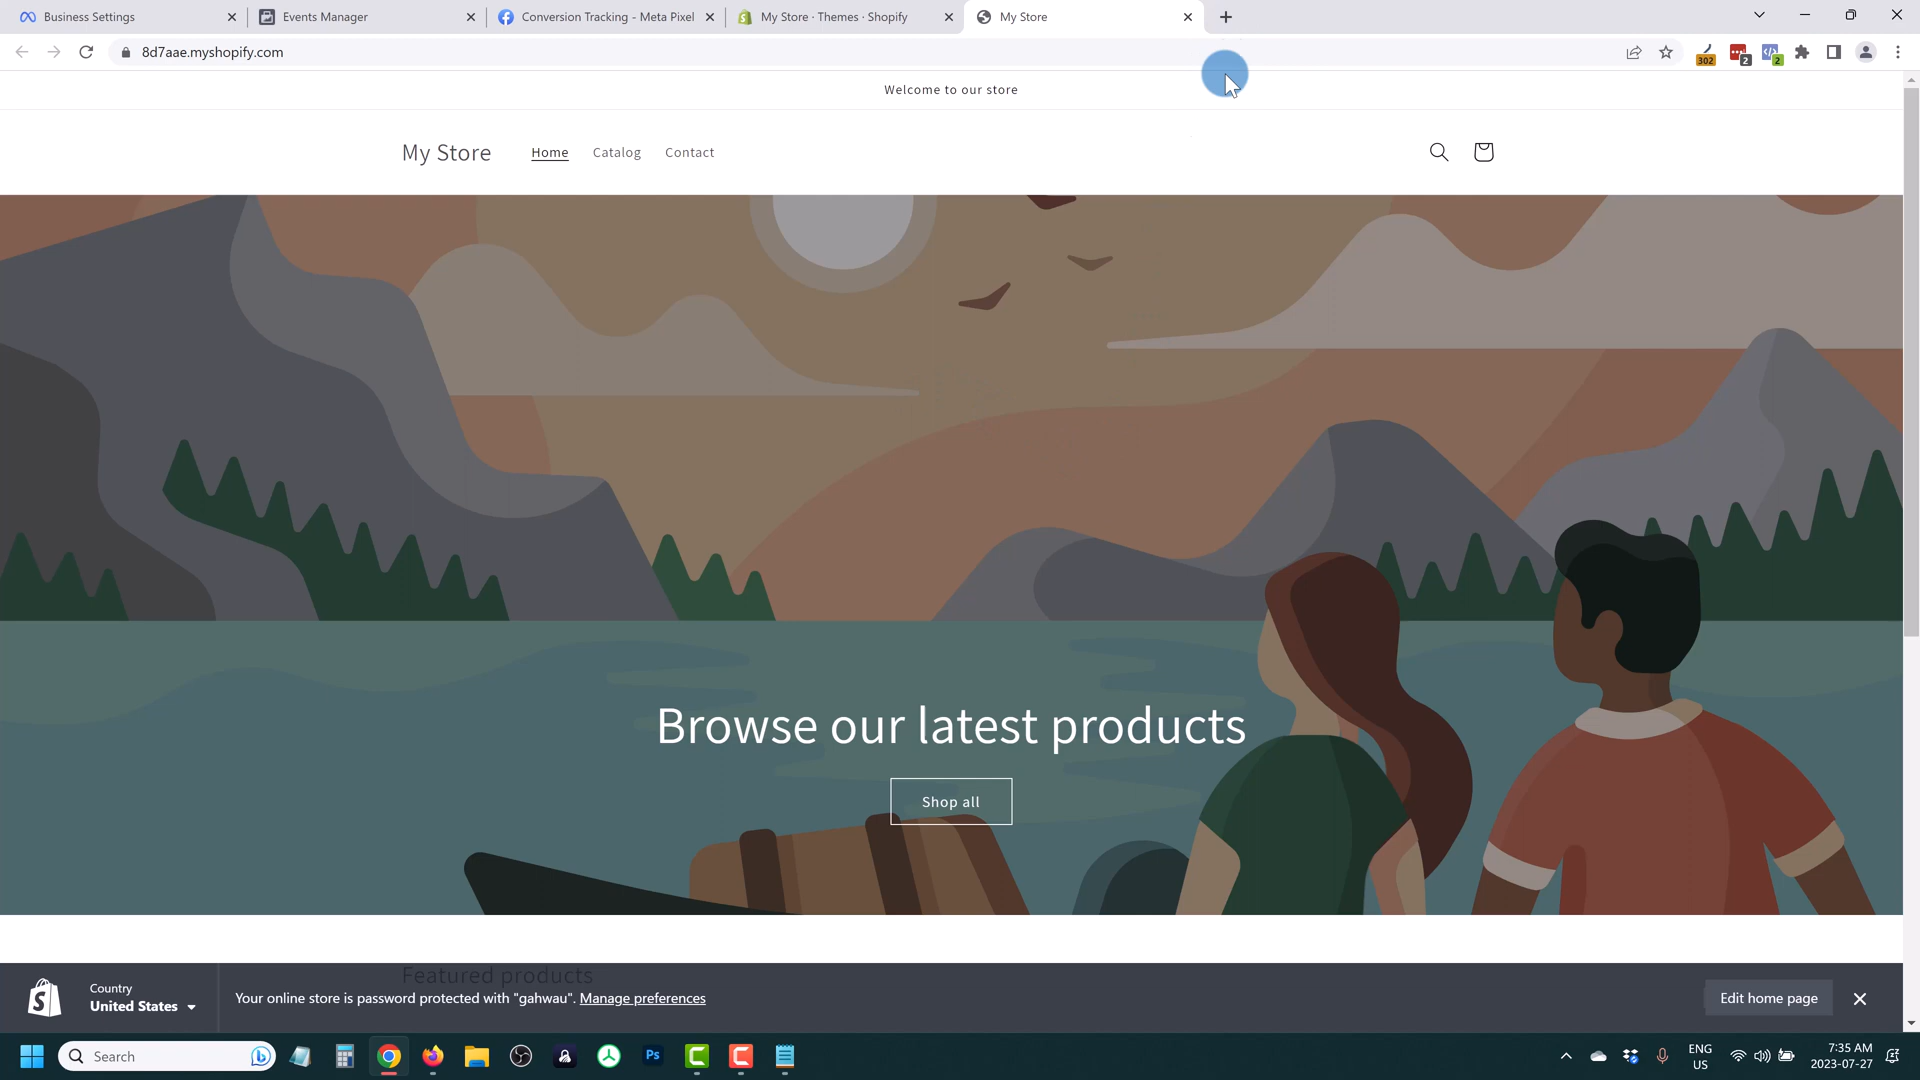 Business Settings
Events Manager
Conversion Tracking - Meta Pixel
My Store · Themes · Shopify
My Store
8d7aae.myshopify.com
302
2
2
Welcome to our store
My Store
Home
Catalog
Contact
Browse our latest products
Shop all
Featured products
Country
United States
Your online store is password protected with "gahwau". Manage preferences
Edit home page
Search
Ps
ENG
US
7:35 AM
2023-07-27